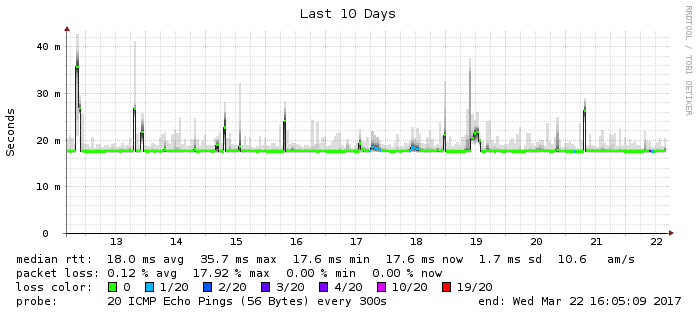 Last 10 Days
RRDTOOL / TOBI OETIKER
Seconds
40 m
30 m
20 m
10 m
0
13 14 15 16 17 18 19 20 21 22
median rtt: 18.0 ms avg 35.7 ms max 17.6 ms min 17.6 ms now 1.7 ms sd 10.6 am/s
packet loss: 0.12 % avg 17.92 % max 0.00 % min 0.00 % now
loss color: 0 1/20 2/20 3/20 4/20 10/20 19/20
probe: 20 ICMP Echo Pings (56 Bytes) every 300s end: Wed Mar 22 16:05:09 2017